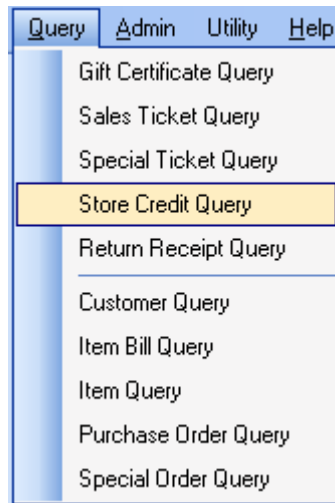 Query Admin Utility Help
Gift Certificate Query
Sales Ticket Query
Special Ticket Query
Store Credit Query
Return Receipt Query
Customer Query
Item Bill Query
Item Query
Purchase Order Query
Special Order Query